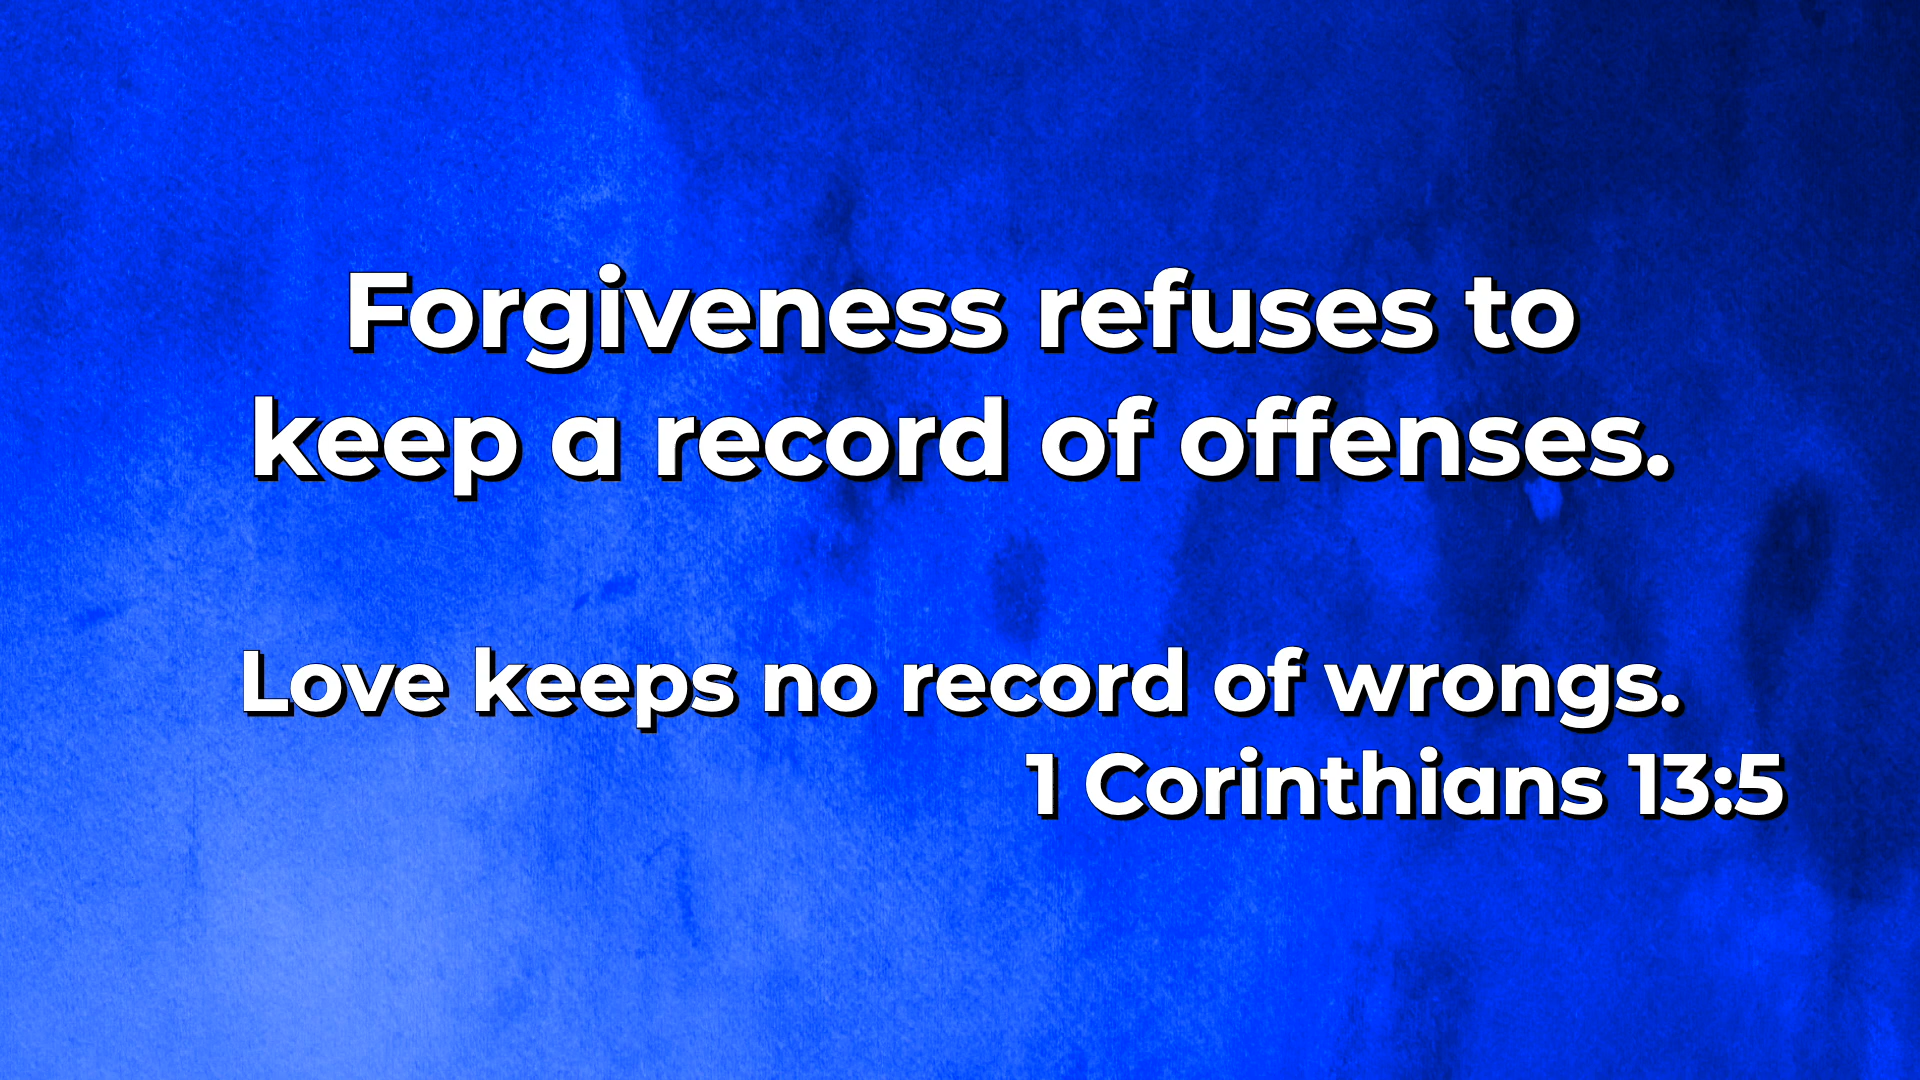 Forgiveness refuses to
keep a record of offenses.
Love keeps no record of wrongs.
1 Corinthians 13:5